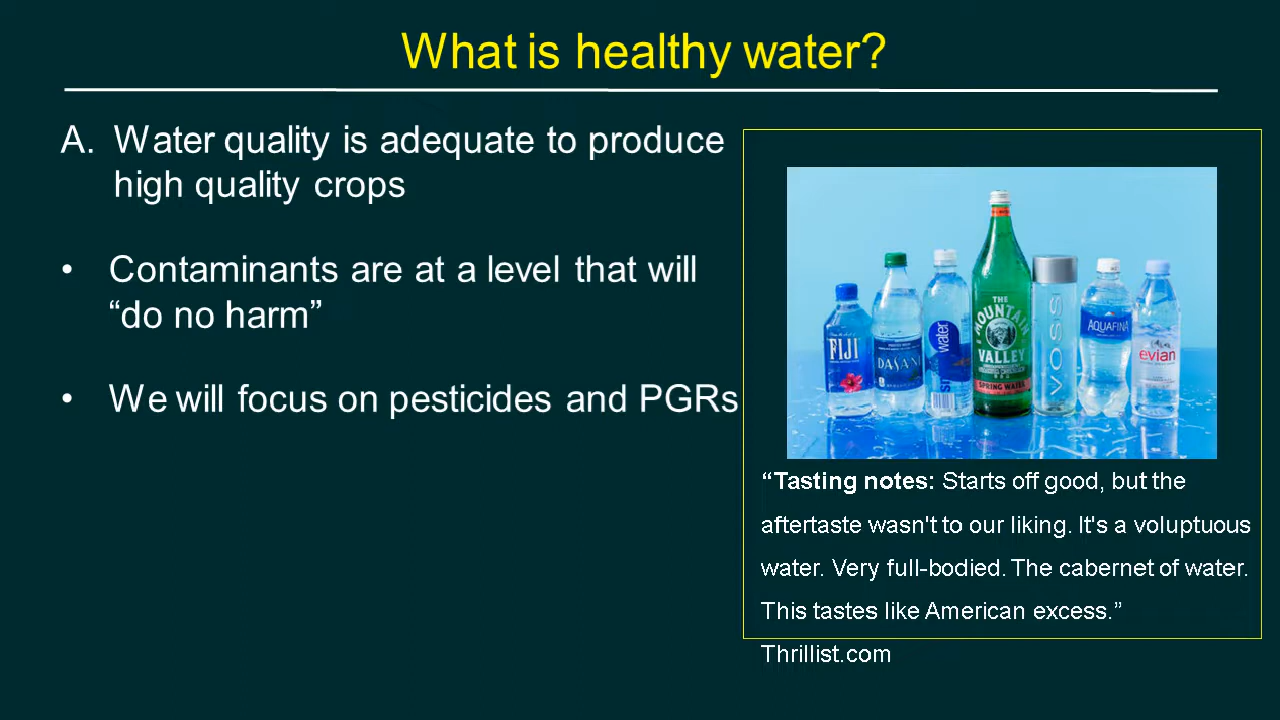 What is healthy water?
A. Water quality is adequate to produce
high quality crops
• Contaminants are at a level that will
“do no harm”
• We will focus on pesticides and PGRs
FIJI
DASANI
smartwater
THE
MOUNTAIN
VALLEY
SPRING WATER
VOSS
AQUAFINA
evian
“Tasting notes: Starts off good, but the
aftertaste wasn't to our liking. It's a voluptuous
water. Very full-bodied. The cabernet of water.
This tastes like American excess.”
Thrillist.com